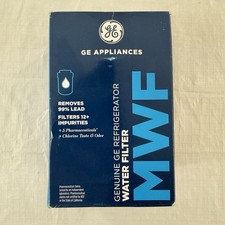 GE
GE APPLIANCES
REMOVES
99% LEAD
FILTERS 12+
IMPURITIES
+ 5 Pharmaceuticals*
+ Chlorine Taste & Odor
GENUINE GE REFRIGERATOR
WATER FILTER
MWF